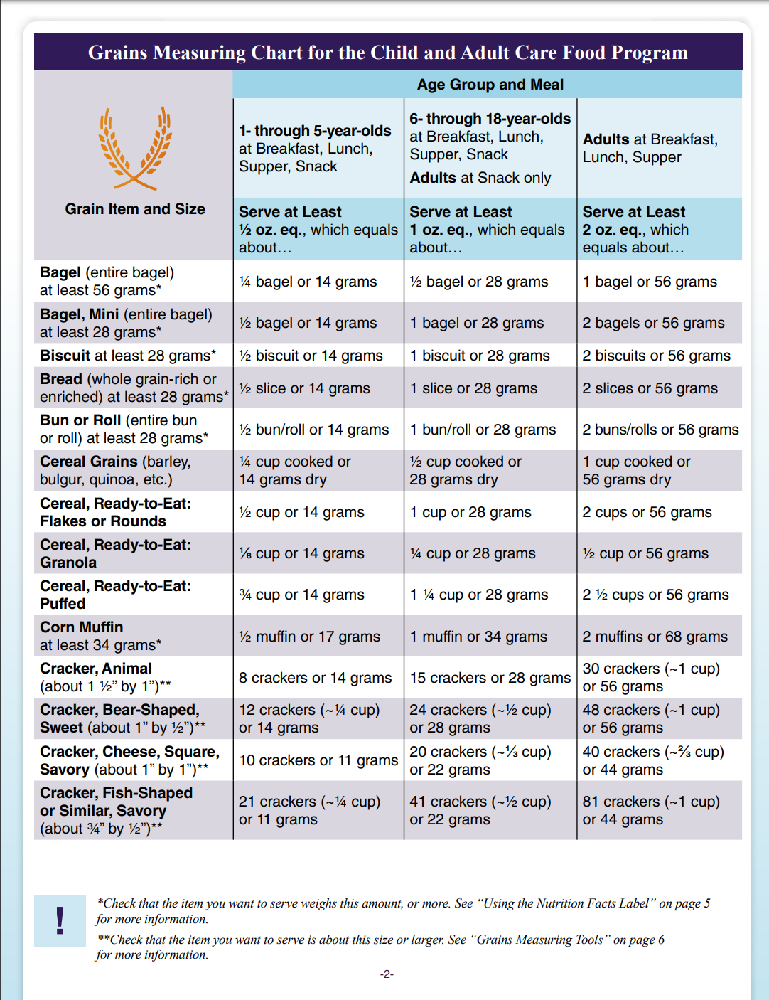 Grains Measuring Chart for the Child and Adult Care Food Program
Grain Item and Size
Age Group and Meal
1- through 5-year-olds
at Breakfast, Lunch,
Supper, Snack
6- through 18-year-olds
at Breakfast, Lunch,
Supper, Snack
Adults at Snack only
Adults at Breakfast,
Lunch, Supper
Serve at Least
½ oz. eq., which equals
about…
Serve at Least
1 oz. eq., which equals
about…
Serve at Least
2 oz. eq., which
equals about…
Bagel (entire bagel)
at least 56 grams*
¼ bagel or 14 grams
½ bagel or 28 grams
1 bagel or 56 grams
Bagel, Mini (entire bagel)
at least 28 grams*
½ bagel or 14 grams
1 bagel or 28 grams
2 bagels or 56 grams
Biscuit at least 28 grams*
½ biscuit or 14 grams
1 biscuit or 28 grams
2 biscuits or 56 grams
Bread (whole grain-rich or
enriched) at least 28 grams*
½ slice or 14 grams
1 slice or 28 grams
2 slices or 56 grams
Bun or Roll (entire bun
or roll) at least 28 grams*
½ bun/roll or 14 grams
1 bun/roll or 28 grams
2 buns/rolls or 56 grams
Cereal Grains (barley,
bulgur, quinoa, etc.)
¼ cup cooked or
14 grams dry
½ cup cooked or
28 grams dry
1 cup cooked or
56 grams dry
Cereal, Ready-to-Eat:
Flakes or Rounds
½ cup or 14 grams
1 cup or 28 grams
2 cups or 56 grams
Cereal, Ready-to-Eat:
Granola
⅛ cup or 14 grams
¼ cup or 28 grams
½ cup or 56 grams
Cereal, Ready-to-Eat:
Puffed
¾ cup or 14 grams
1 ¼ cup or 28 grams
2 ½ cups or 56 grams
Corn Muffin
at least 34 grams*
½ muffin or 17 grams
1 muffin or 34 grams
2 muffins or 68 grams
Cracker, Animal
(about 1 ½” by 1”)**
8 crackers or 14 grams
15 crackers or 28 grams
30 crackers (~1 cup)
or 56 grams
Cracker, Bear-Shaped,
Sweet (about 1” by ½”)**
12 crackers (~¼ cup)
or 14 grams
24 crackers (~½ cup)
or 28 grams
48 crackers (~1 cup)
or 56 grams
Cracker, Cheese, Square,
Savory (about 1” by 1”)**
10 crackers or 11 grams
20 crackers (~⅓ cup)
or 22 grams
40 crackers (~⅔ cup)
or 44 grams
Cracker, Fish-Shaped
or Similar, Savory
(about ¾” by ½”)**
21 crackers (~¼ cup)
or 11 grams
41 crackers (~½ cup)
or 22 grams
81 crackers (~1 cup)
or 44 grams
!
*Check that the item you want to serve weighs this amount, or more. See “Using the Nutrition Facts Label” on page 5
for more information.
**Check that the item you want to serve is about this size or larger. See “Grains Measuring Tools” on page 6
for more information.
-2-